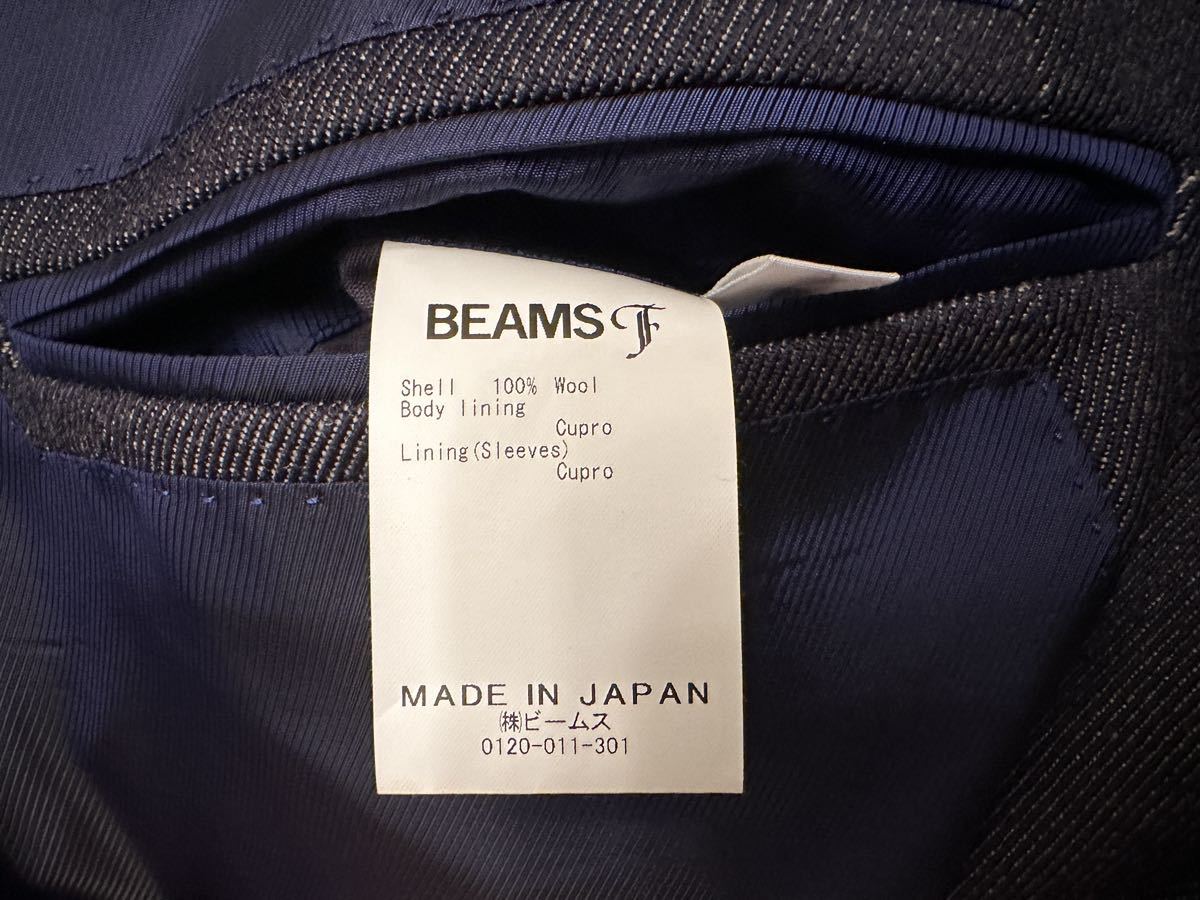 BEAMS F
Shell 100% Wool
Body lining
Cupro
Lining(Sleeves)
Cupro
MADE IN JAPAN
㈱ビームス
0120-011-301